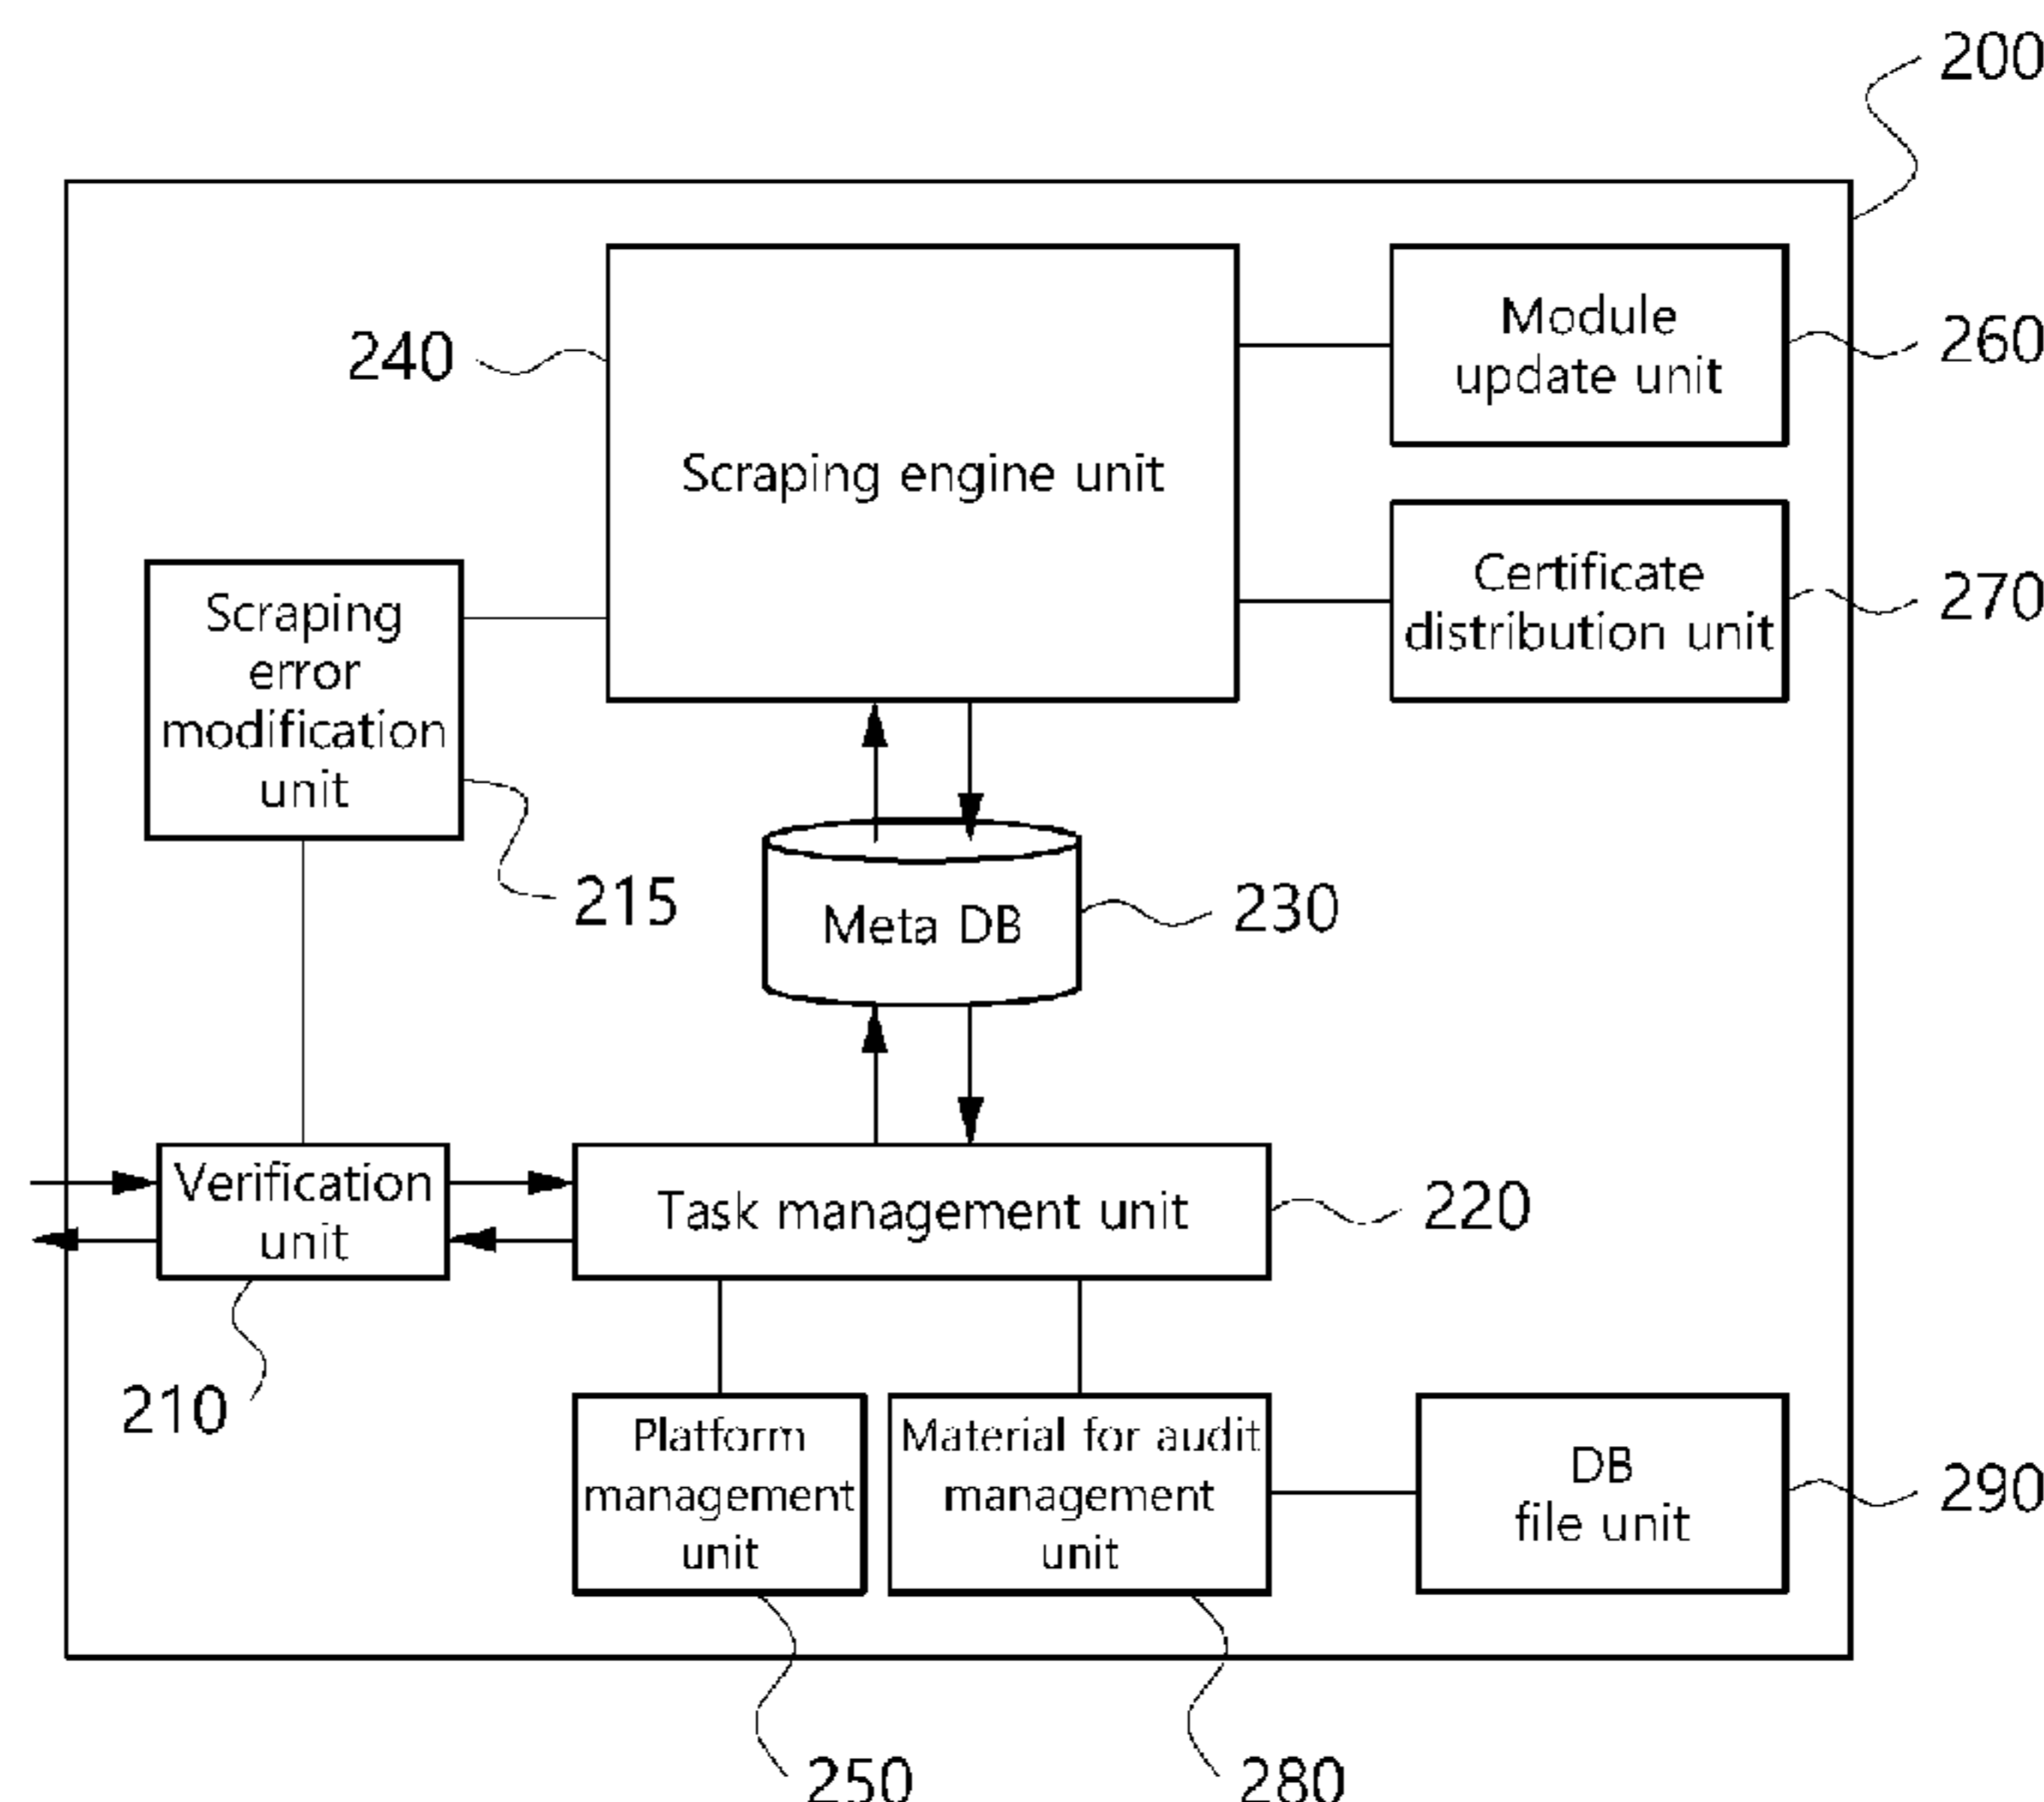 200
Module
update unit
260
240
Scraping engine unit
Certificate
distribution unit
270
Scraping
error
modification
unit
215
Meta DB
230
Verification
unit
Task management unit
220
210
Platform
management
unit
Material for audit
management
unit
DB
file unit
290
250
280